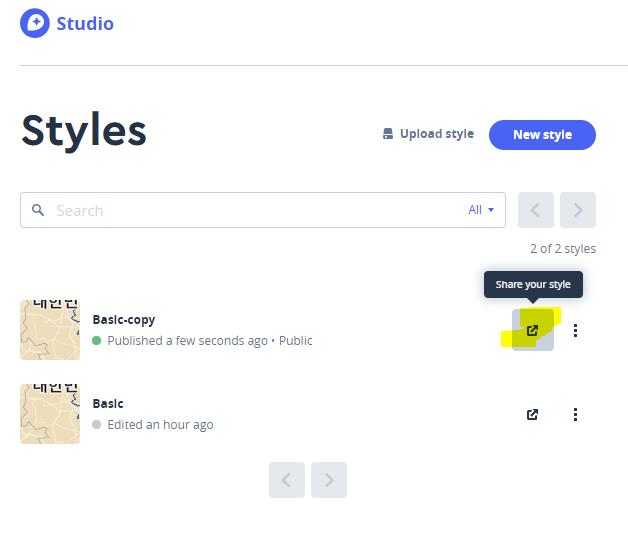 Studio
Styles
Upload style
New style
Search
All
2 of 2 styles
Share your style
대한민
Basic-copy
Published a few seconds ago • Public
대한민
Basic
Edited an hour ago